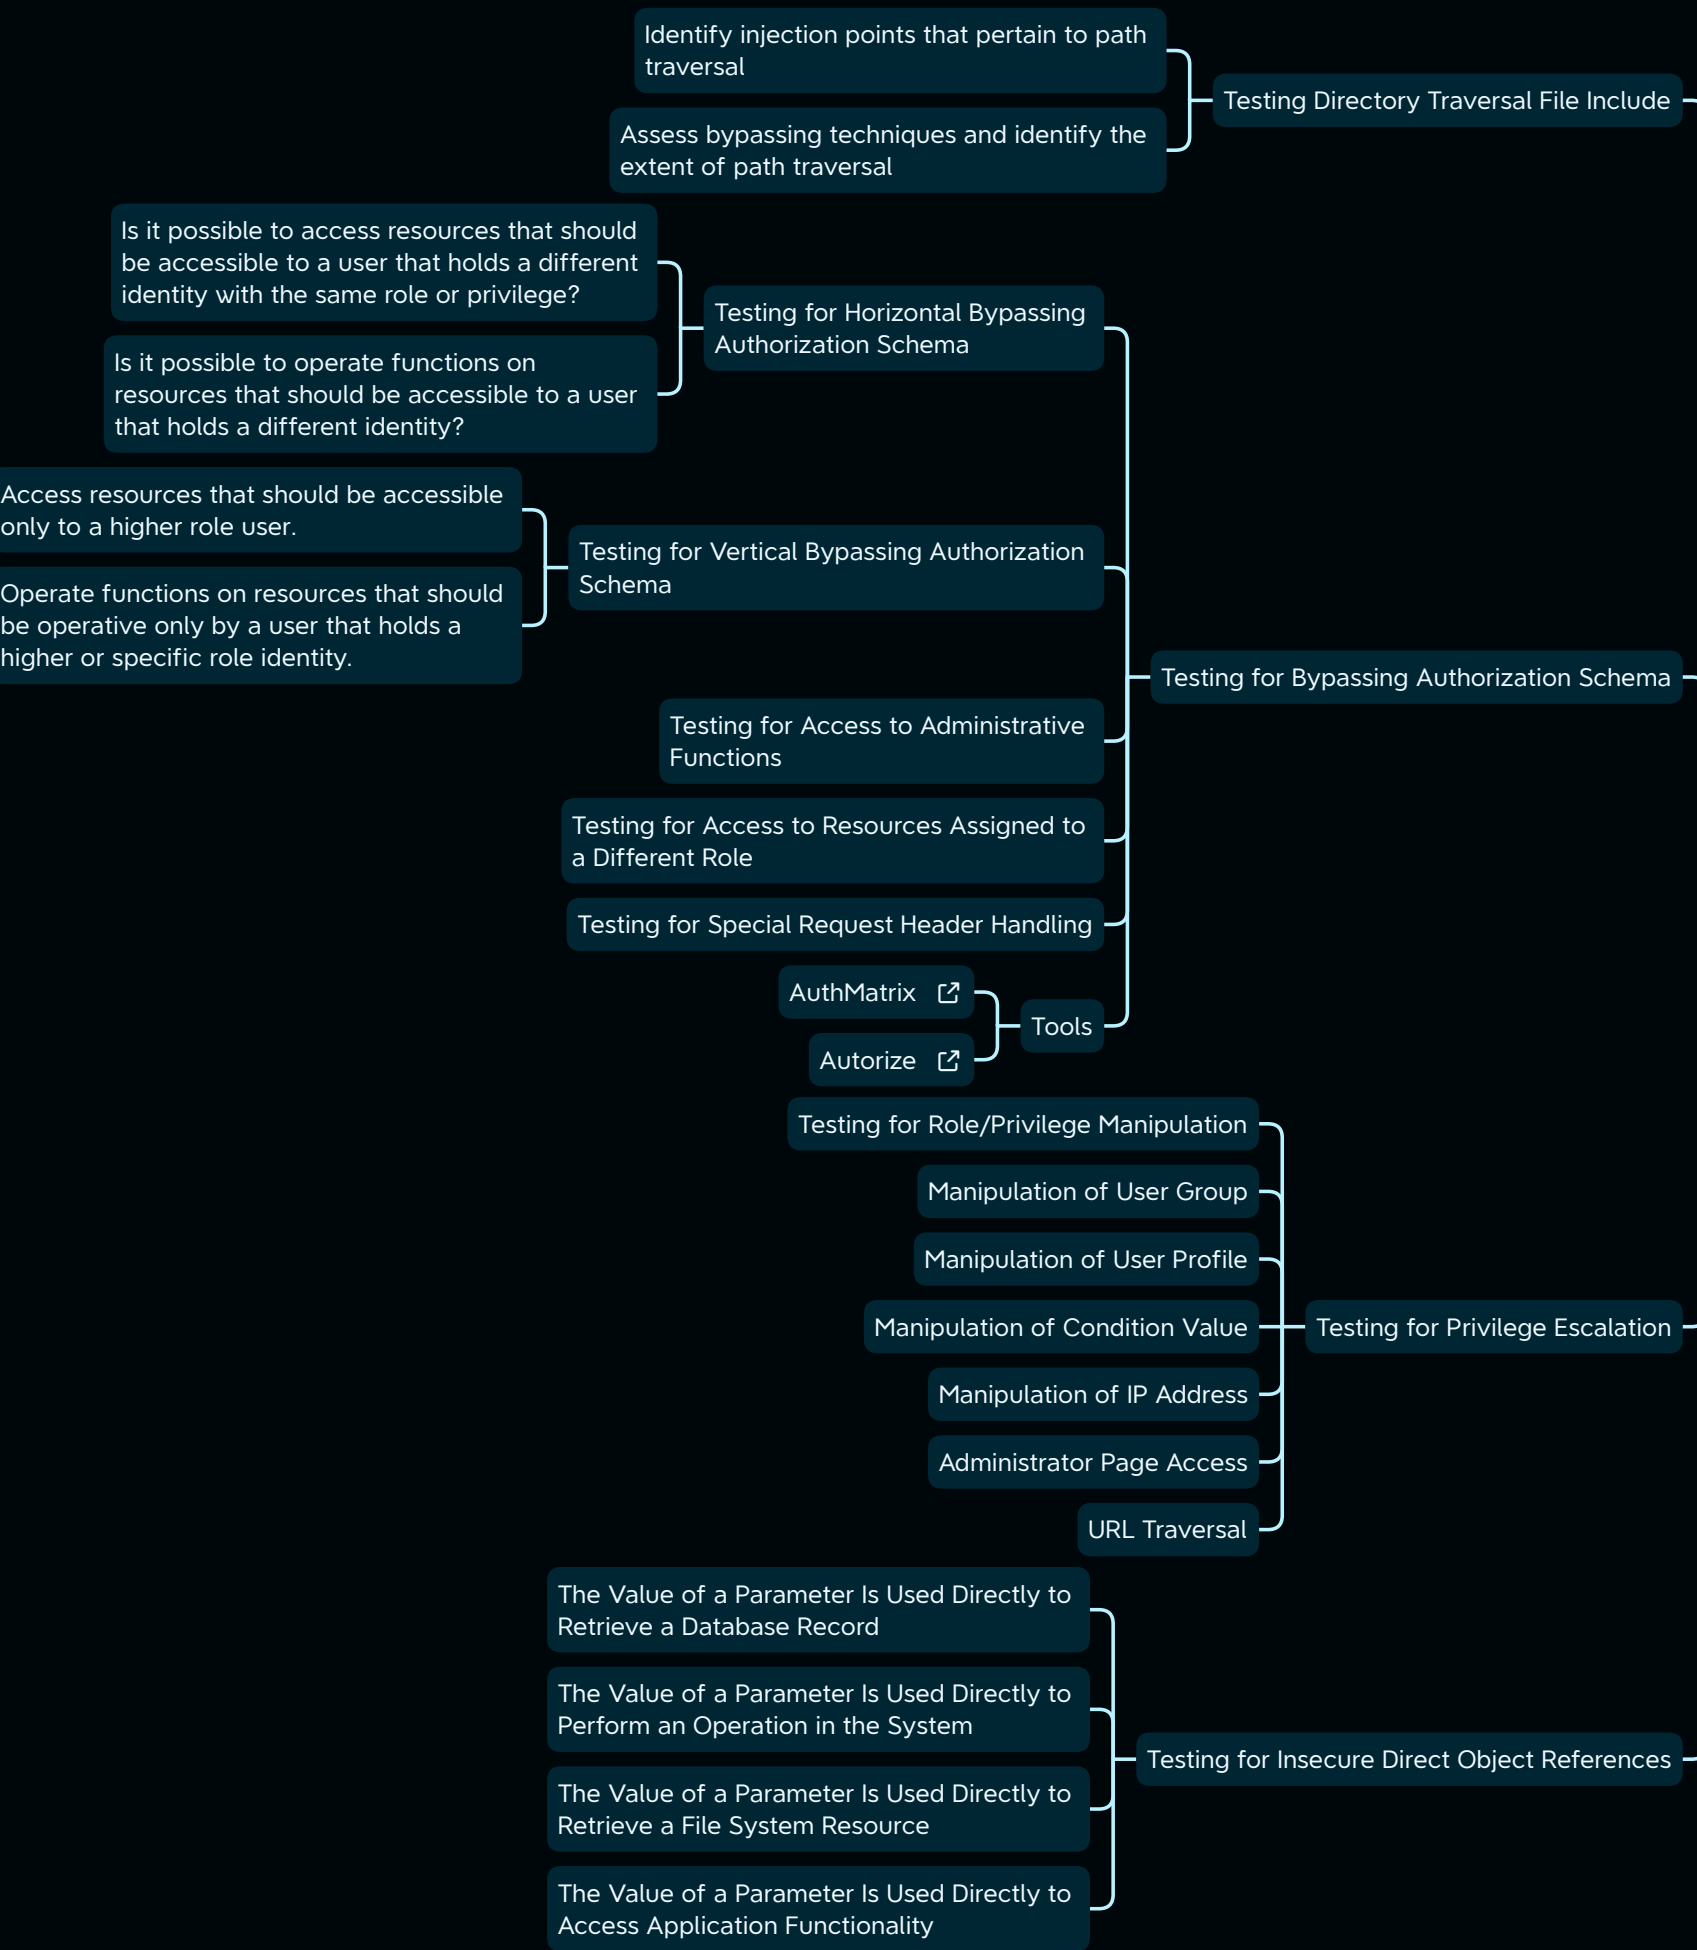 Identify injection points that pertain to path
traversal
Testing Directory Traversal File Include
Assess bypassing techniques and identify the
extent of path traversal
Is it possible to access resources that should
be accessible to a user that holds a different
identity with the same role or privilege?
Testing for Horizontal Bypassing
Authorization Schema
Is it possible to operate functions on
resources that should be accessible to a user
that holds a different identity?
Access resources that should be accessible
only to a higher role user.
Testing for Vertical Bypassing Authorization
Schema
Operate functions on resources that should
be operative only by a user that holds a
higher or specific role identity.
Testing for Bypassing Authorization Schema
Testing for Access to Administrative
Functions
Testing for Access to Resources Assigned to
a Different Role
Testing for Special Request Header Handling
AuthMatrix
Tools
Autorize
Testing for Role/Privilege Manipulation
Manipulation of User Group
Manipulation of User Profile
Manipulation of Condition Value
Testing for Privilege Escalation
Manipulation of IP Address
Administrator Page Access
URL Traversal
The Value of a Parameter Is Used Directly to
Retrieve a Database Record
The Value of a Parameter Is Used Directly to
Perform an Operation in the System
Testing for Insecure Direct Object References
The Value of a Parameter Is Used Directly to
Retrieve a File System Resource
The Value of a Parameter Is Used Directly to
Access Application Functionality